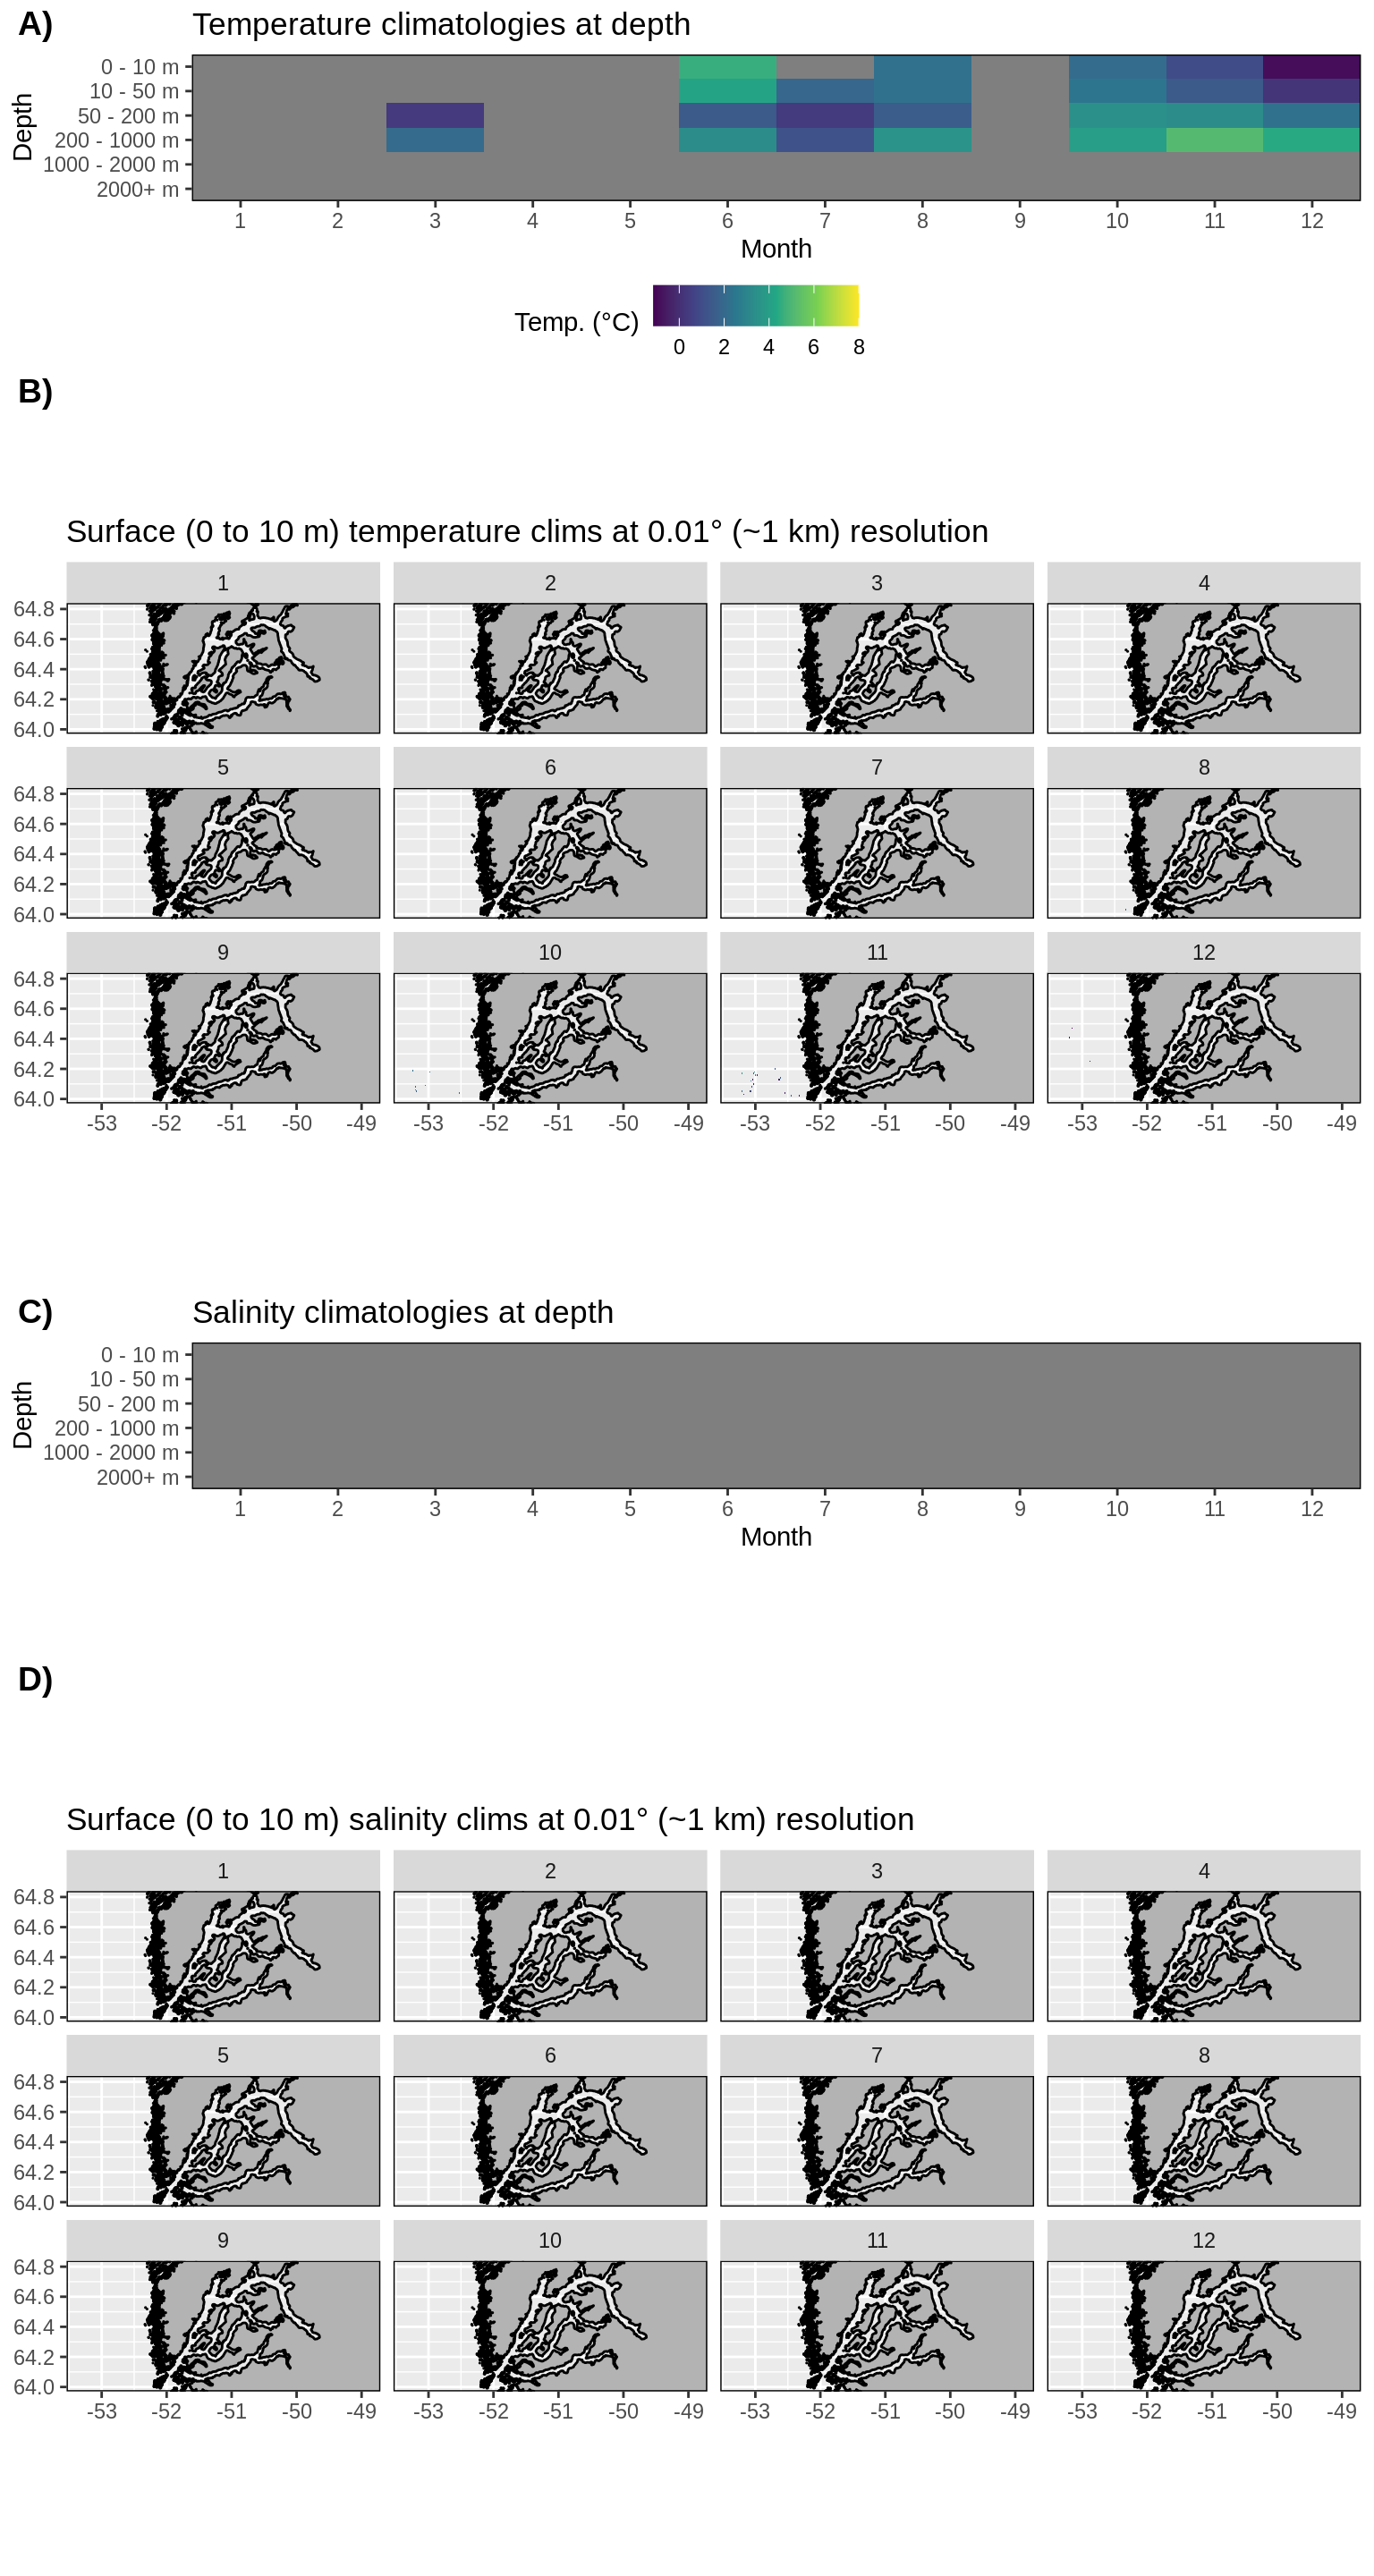 A)
Temperature climatologies at depth
Depth
0 - 10 m
10 - 50 m
50 - 200 m
200 - 1000 m
1000 - 2000 m
2000+ m
1 2 3 4 5 6 7 8 9 10 11 12
Month
Temp. (°C)
0 2 4 6 8
B)
Surface (0 to 10 m) temperature clims at 0.01° (~1 km) resolution
1 2 3 4
64.8
64.6
64.4
64.2
64.0
5 6 7 8
64.8
64.6
64.4
64.2
64.0
9 10 11 12
64.8
64.6
64.4
64.2
64.0
-53 -52 -51 -50 -49 -53 -52 -51 -50 -49 -53 -52 -51 -50 -49 -53 -52 -51 -50 -49
C)
Salinity climatologies at depth
Depth
0 - 10 m
10 - 50 m
50 - 200 m
200 - 1000 m
1000 - 2000 m
2000+ m
1 2 3 4 5 6 7 8 9 10 11 12
Month
D)
Surface (0 to 10 m) salinity clims at 0.01° (~1 km) resolution
1 2 3 4
64.8
64.6
64.4
64.2
64.0
5 6 7 8
64.8
64.6
64.4
64.2
64.0
9 10 11 12
64.8
64.6
64.4
64.2
64.0
-53 -52 -51 -50 -49 -53 -52 -51 -50 -49 -53 -52 -51 -50 -49 -53 -52 -51 -50 -49